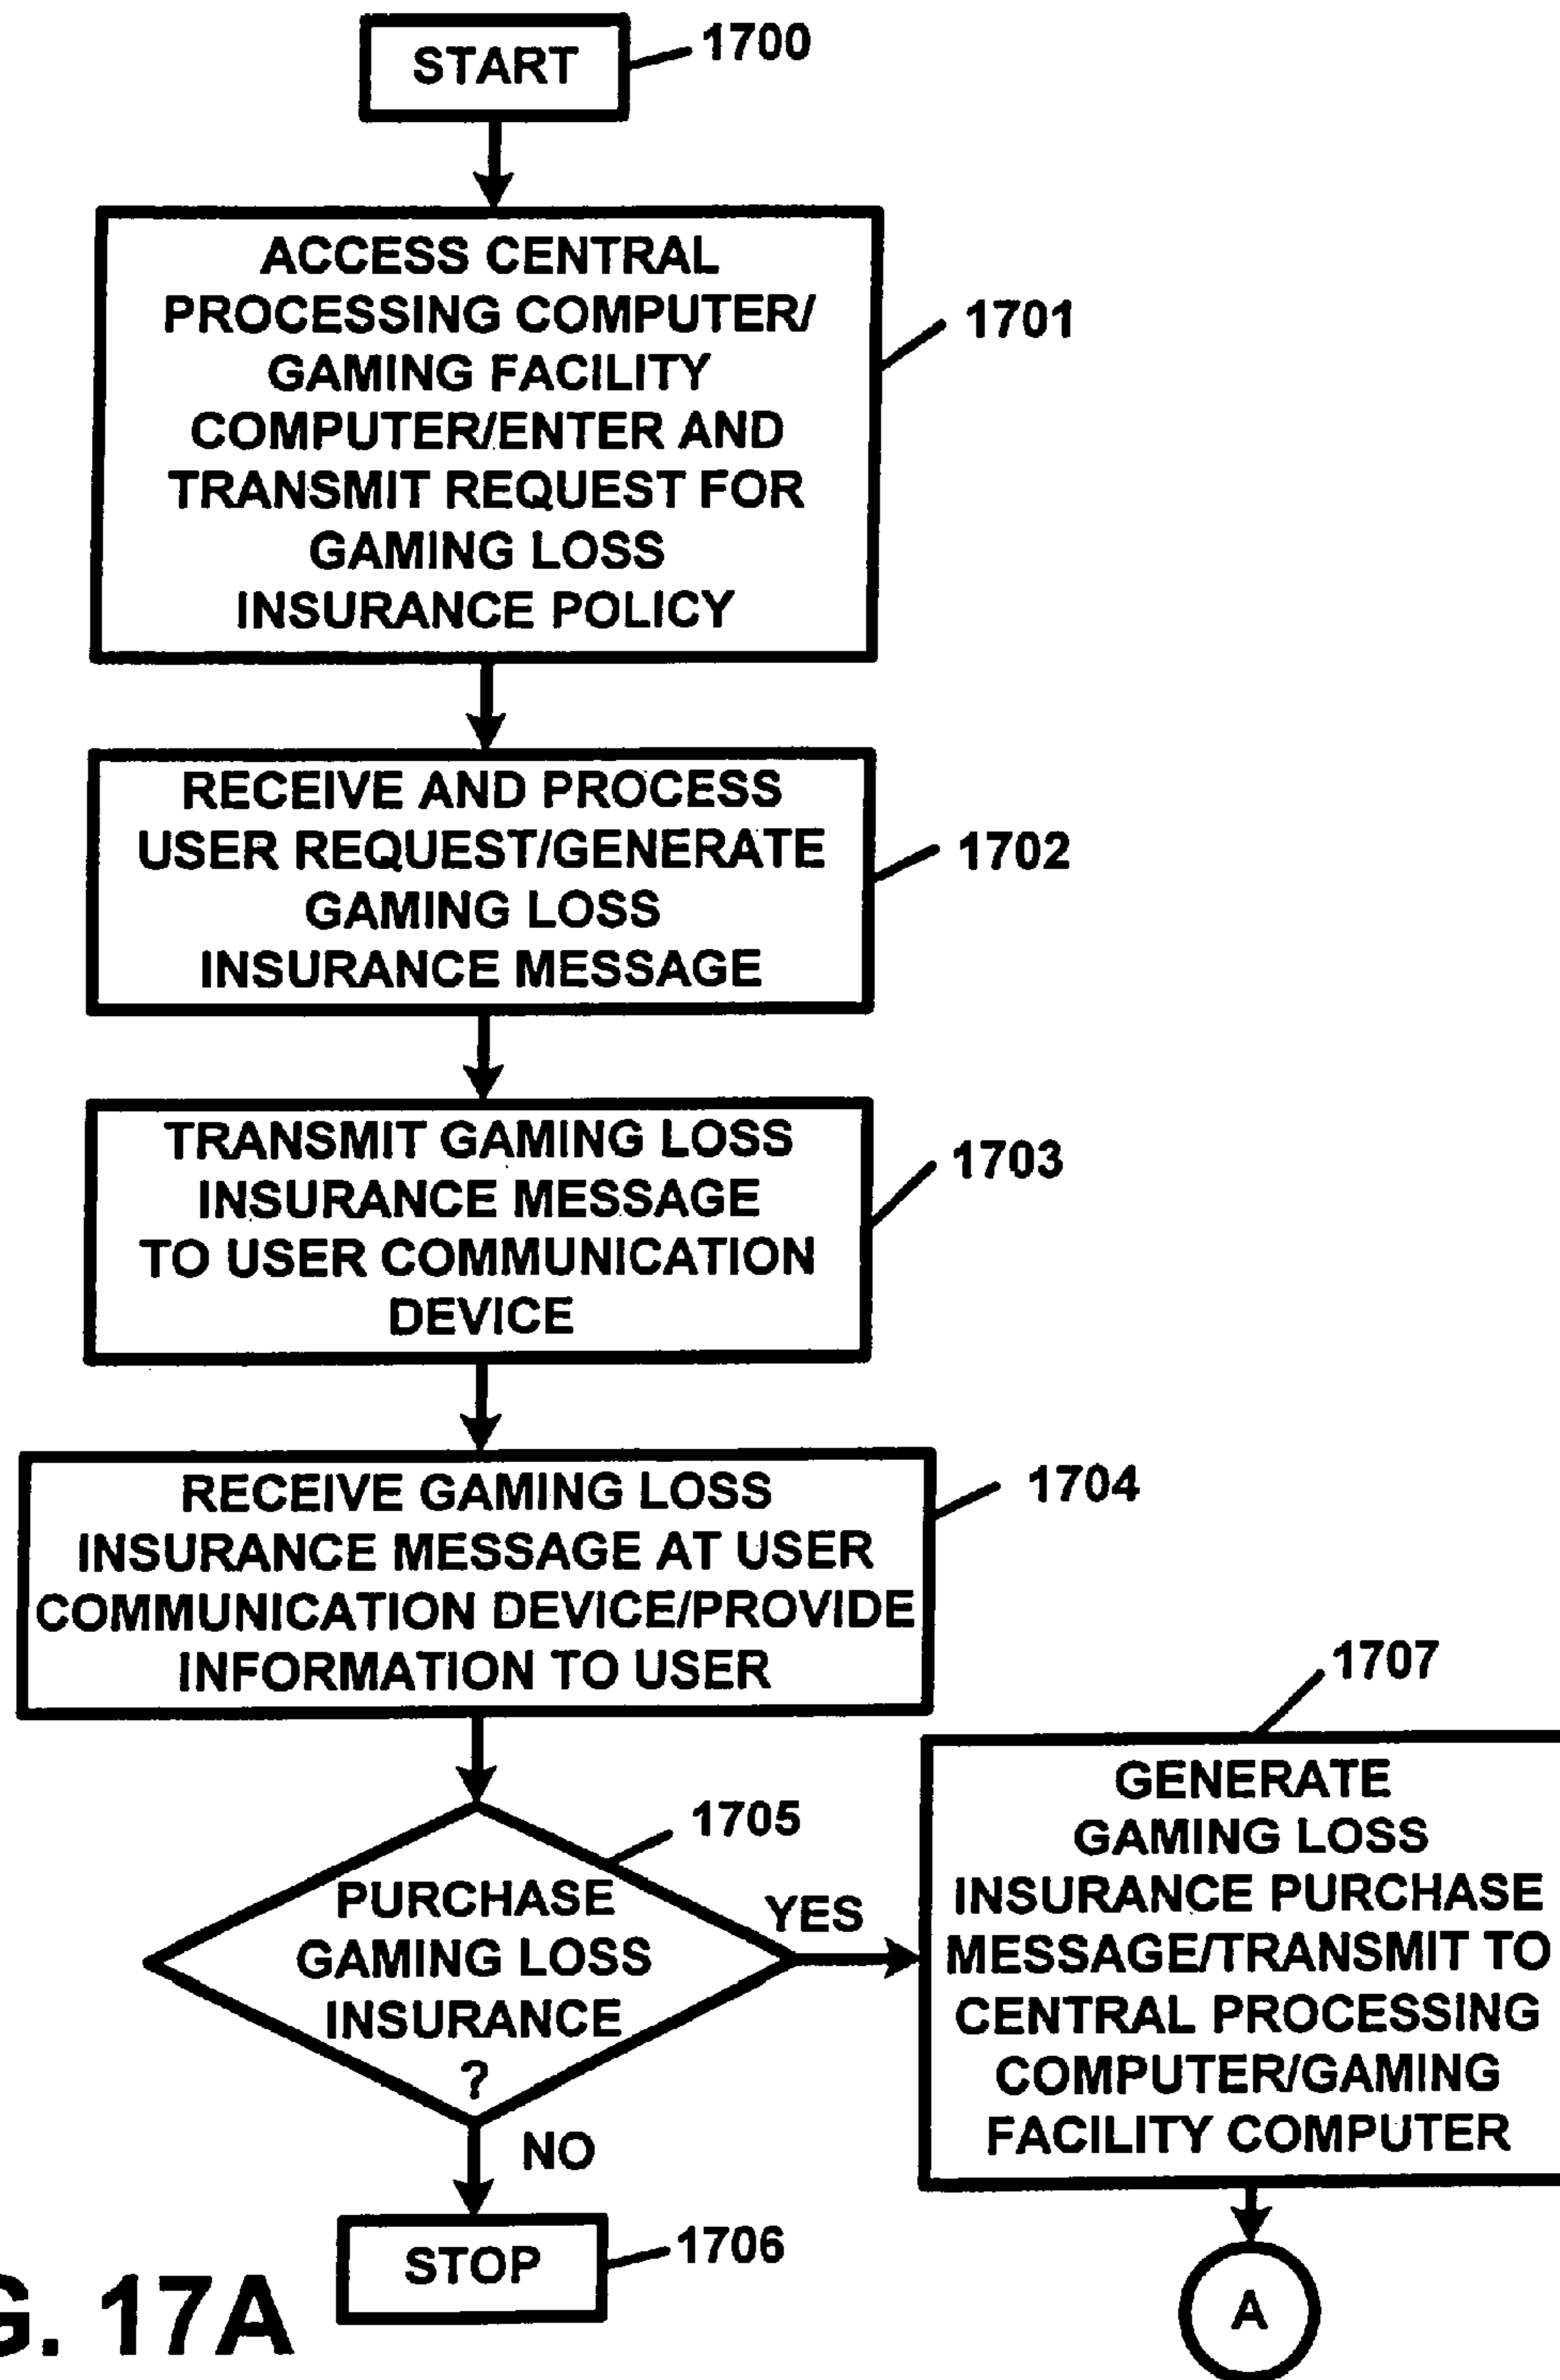 START
1700
ACCESS CENTRAL
PROCESSING COMPUTER/
GAMING FACILITY
COMPUTER/ENTER AND
TRANSMIT REQUEST FOR
GAMING LOSS
INSURANCE POLICY
1701
RECEIVE AND PROCESS
USER REQUEST/GENERATE
GAMING LOSS
INSURANCE MESSAGE
1702
TRANSMIT GAMING LOSS
INSURANCE MESSAGE
TO USER COMMUNICATION
DEVICE
1703
RECEIVE GAMING LOSS
INSURANCE MESSAGE AT USER
COMMUNICATION DEVICE/PROVIDE
INFORMATION TO USER
1704
PURCHASE
GAMING LOSS
INSURANCE
?
1705
YES
NO
STOP
1706
1707
GENERATE
GAMING LOSS
INSURANCE PURCHASE
MESSAGE/TRANSMIT TO
CENTRAL PROCESSING
COMPUTER/GAMING
FACILITY COMPUTER
A
G. 17A